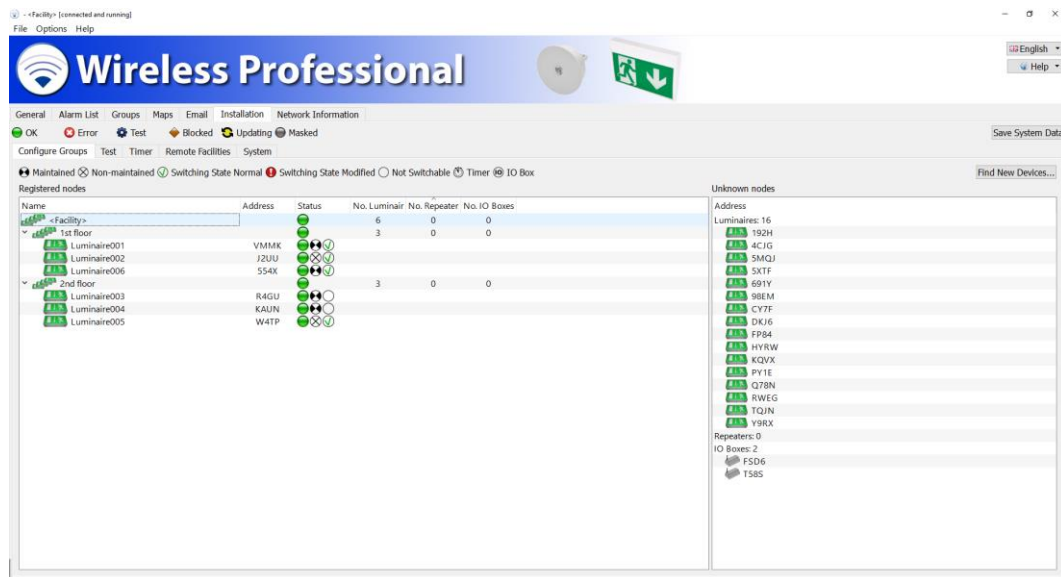 - <Facility> [connected and running]
File Options Help
Wireless Professional
English
Help
General Alarm List Groups Maps Email Installation Network Information
OK Error Test Blocked Updating Masked
Save System Data
Configure Groups Test Timer Remote Facilities System
Maintained Non-maintained Switching State Normal Switching State Modified Not Switchable Timer IO Box
Find New Devices...
Registered nodes
Name Address Status No. Luminair No. Repeater No. IO Boxes
<Facility> 6 0 0
1st floor 3 0 0
Luminaire001 VMMK
Luminaire002 J2UU
Luminaire006 554X
2nd floor 3 0 0
Luminaire003 R4GU
Luminaire004 KAUN
Luminaire005 W4TP
Unknown nodes
Address
Luminaires: 16
192H
4CJG
5MQJ
5XTF
691Y
98EM
CY7F
DKJ6
FP84
HYRW
KQVX
PY1E
Q78N
RWEG
TQJN
Y9RX
Repeaters: 0
IO Boxes: 2
FSD6
T58S